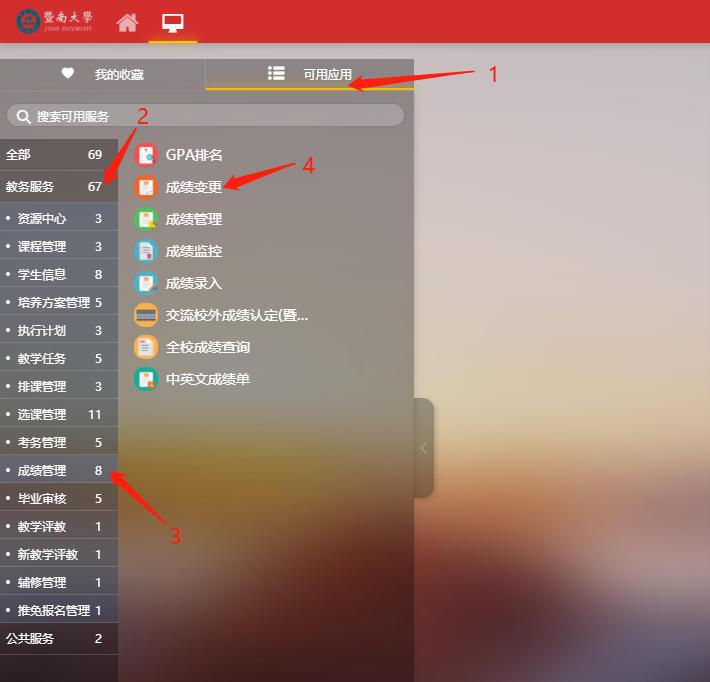 暨南大學
JINAN UNIVERSITY
我的收藏
可用应用
1
搜索可用服务
2
全部 69
教务服务 67
资源中心 3
课程管理 3
学生信息 8
培养方案管理 5
执行计划 3
教学任务 5
排课管理 3
选课管理 11
考务管理 5
成绩管理 8
毕业审核 5
教学评教 1
新教学评教 1
辅修管理 1
推免报名管理 1
公共服务 2
3
GPA排名
成绩变更
4
成绩管理
成绩监控
成绩录入
交流校外成绩认定(暨...
全校成绩查询
中英文成绩单